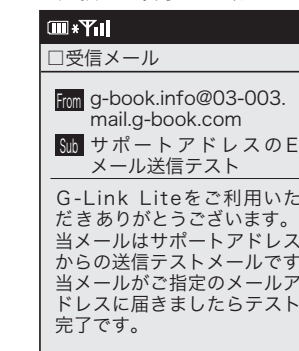 □受信メール
From g-book.info@03-003.
mail.g-book.com
Sub サポートアドレスのE
メール送信テスト
G-Link Liteをご利用いた
だきありがとうございます。
当メールはサポートアドレス
からの送信テストメールです
当メールがご指定のメールア
ドレスに届きましたらテスト
完了です。